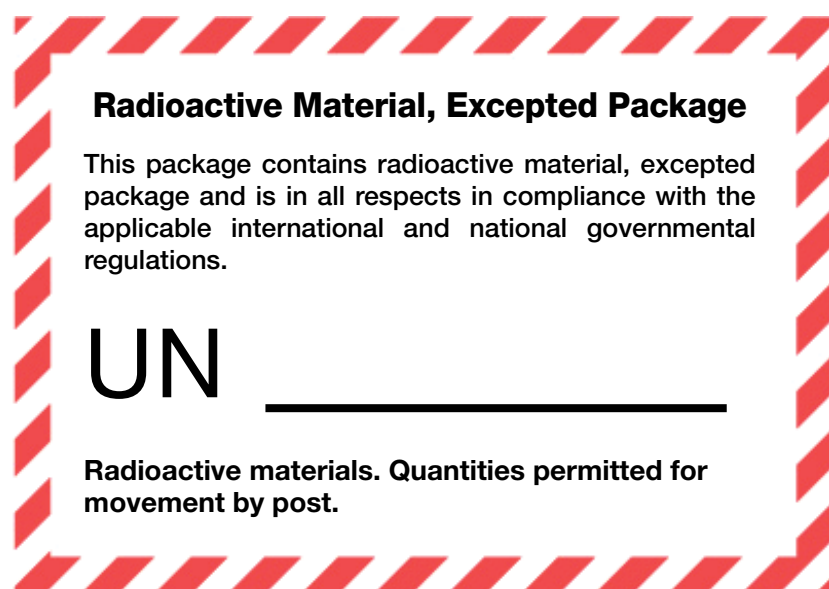 Radioactive Material, Excepted Package
This package contains radioactive material, excepted
package and is in all respects in compliance with the
applicable international and national governmental
regulations.
UN
Radioactive materials. Quantities permitted for
movement by post.